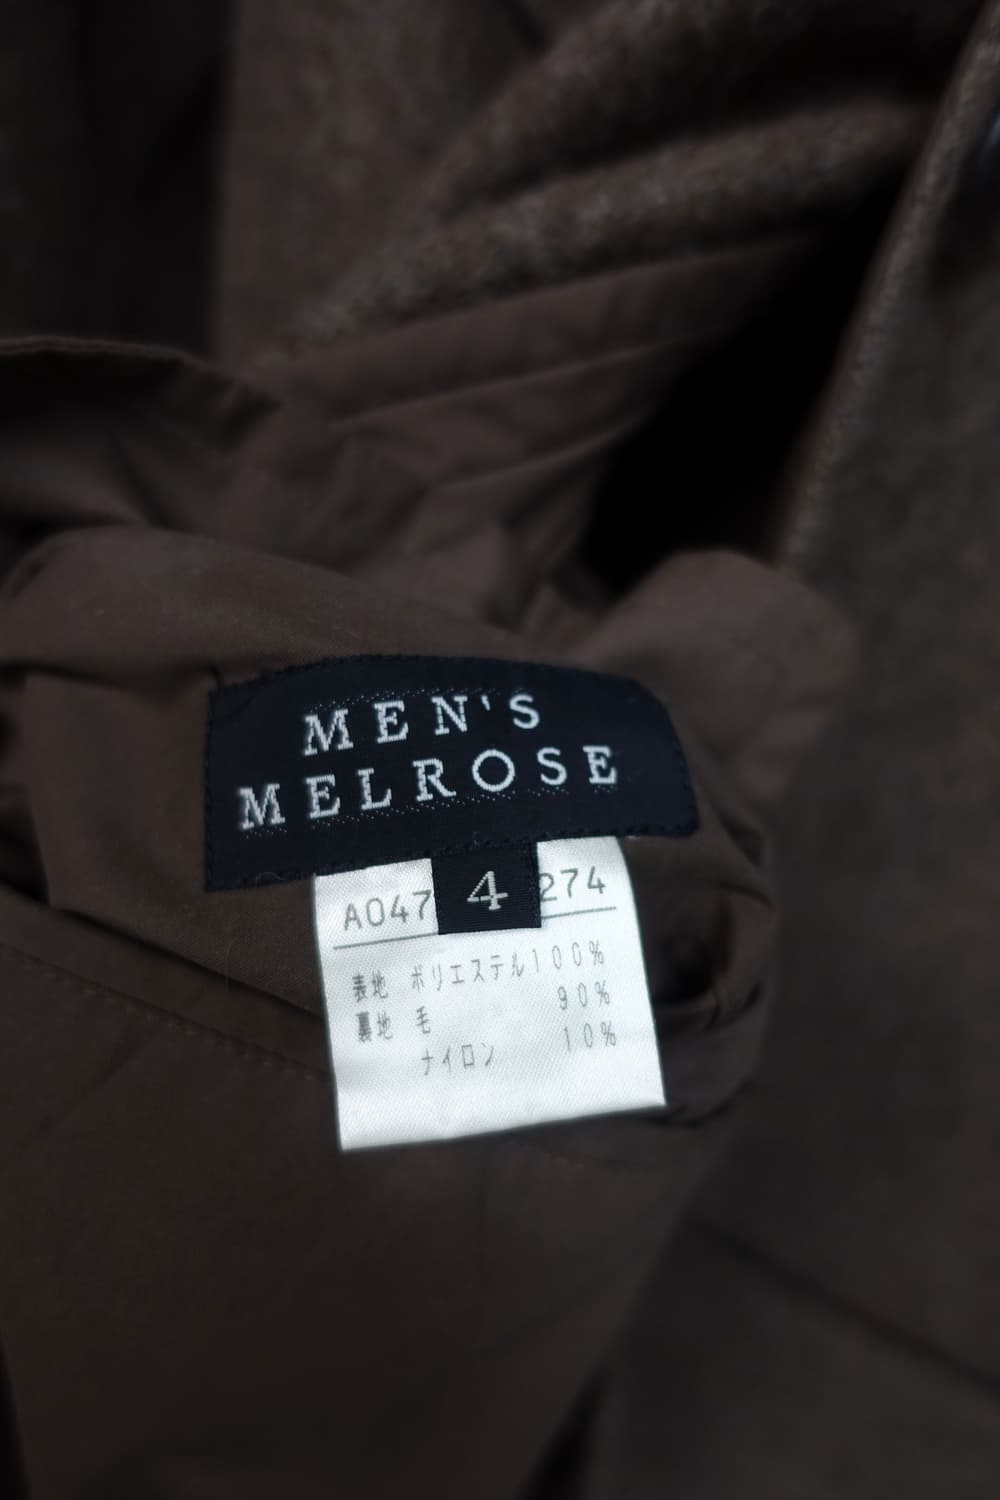 MEN'S
MELROSE
A047 4 274
表地 ポリエステル100%
裏地 毛 90%
ナイロン 10%